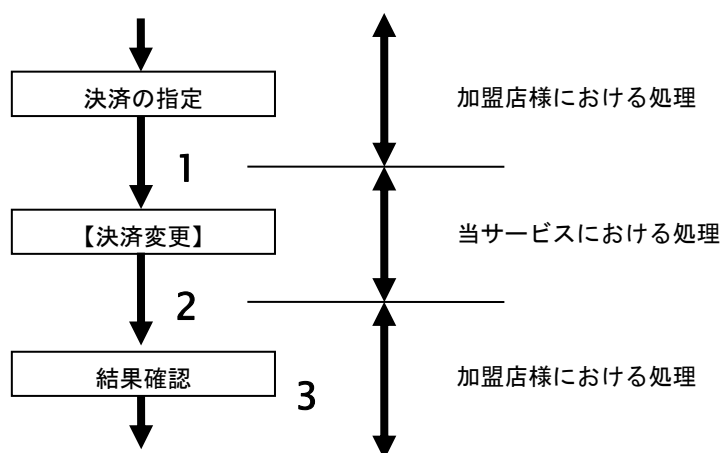 決済の指定
加盟店様における処理
1
【決済変更】
当サービスにおける処理
2
結果確認
加盟店様における処理
3